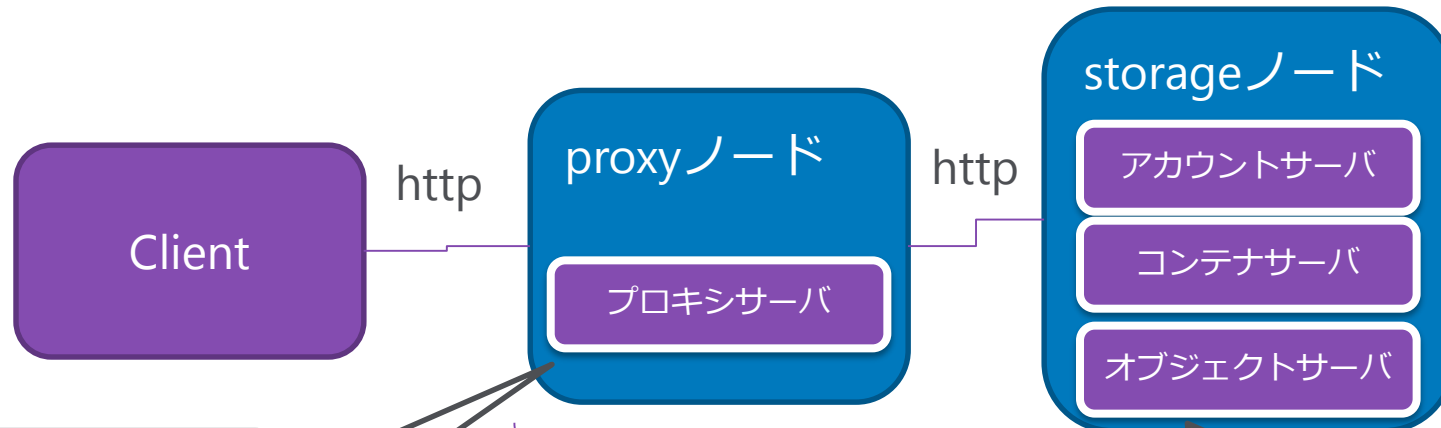 Client
http
proxyノード
プロキシサーバ
http
storageノード
アカウントサーバ
コンテナサーバ
オブジェクトサーバ